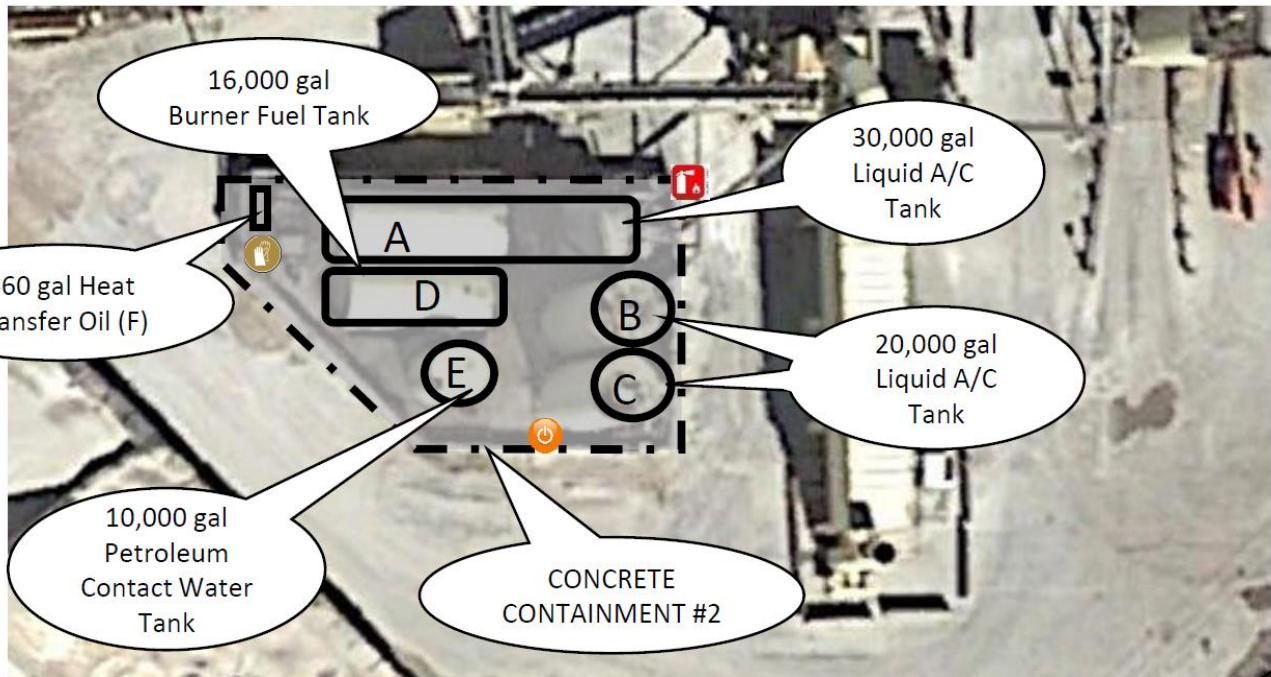 16,000 gal
Burner Fuel Tank
30,000 gal
Liquid A/C
Tank
A
D
B
60 gal Heat
ansfer Oil (F)
E
C
20,000 gal
Liquid A/C
Tank
10,000 gal
Petroleum
Contact Water
Tank
CONCRETE
CONTAINMENT #2